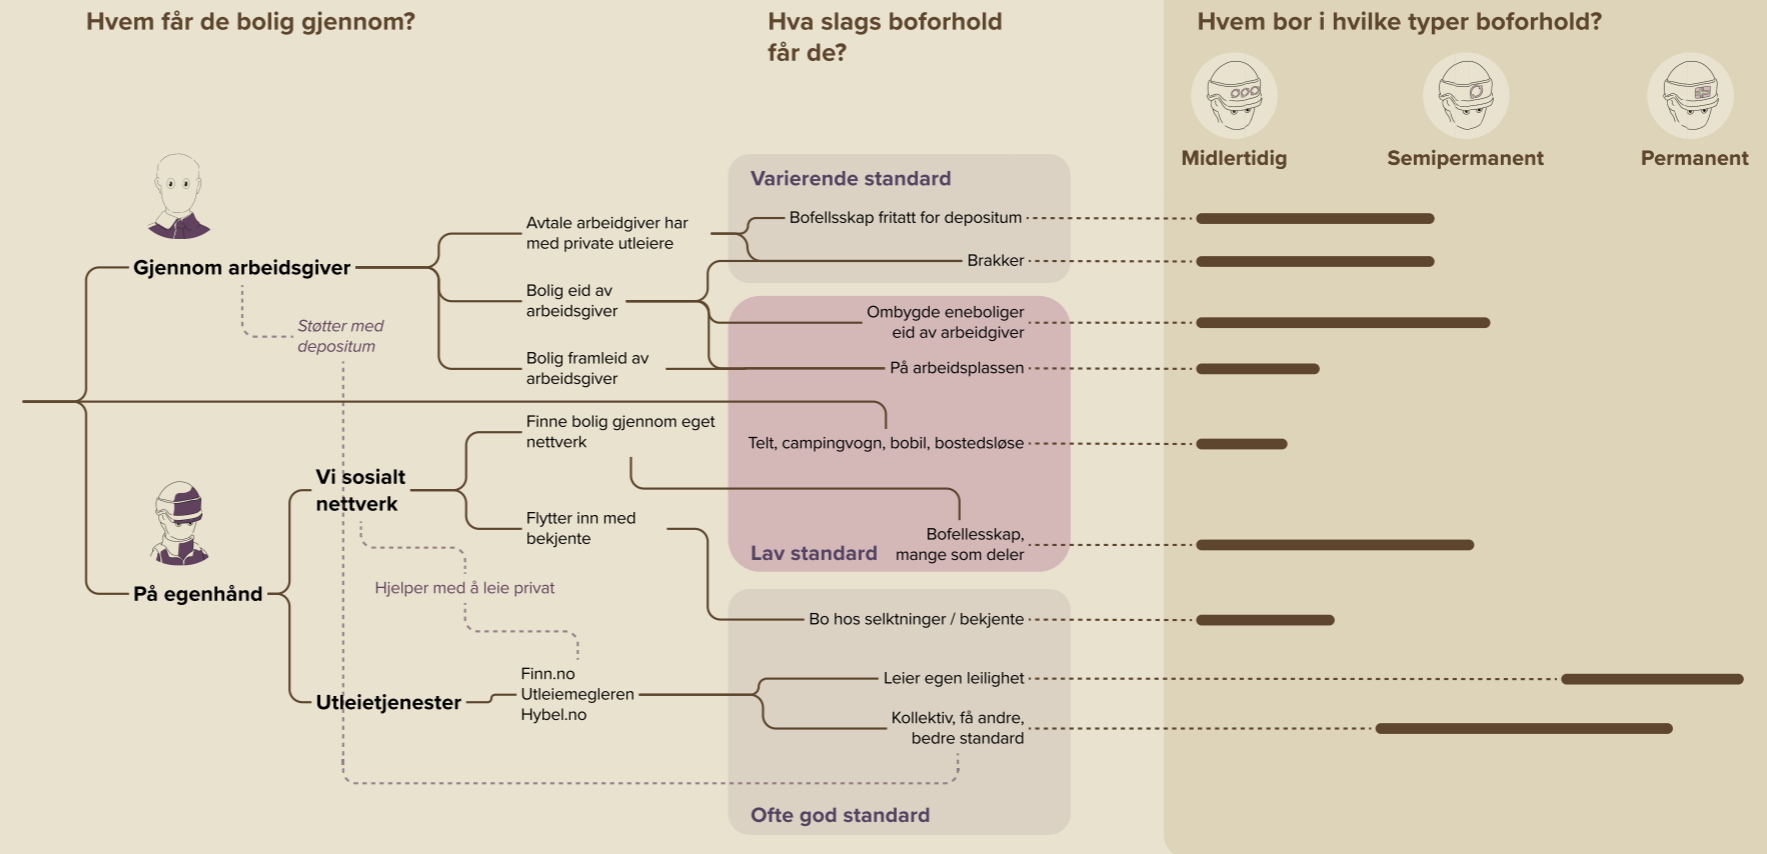 Hvem får de bolig gjennom?
Hva slags boforhold
får de?
Hvem bor i hvilke typer boforhold?
Midlertidig
Semipermanent
Permanent
Varierende standard
Avtale arbeidgiver har
med private utleiere
Bofellsskap fritatt for depositum
Gjennom arbeidsgiver
Brakker
Bolig eid av
arbeidsgiver
Ombygde eneboliger
eid av arbeidgiver
Støtter med
depositum
Bolig framleid av
arbeidsgiver
På arbeidsplassen
Finne bolig gjennom eget
nettverk
Telt, campingvogn, bobil, bostedsløse
Vi sosialt
nettverk
Flytter inn med
bekjente
Bofellesskap,
mange som deler
Lav standard
Hjelper med å leie privat
På egenhånd
Bo hos selktninger / bekjente
Finn.no
Utleiemegleren
Hybel.no
Utleietjenester
Leier egen leilighet
Kollektiv, få andre,
bedre standard
Ofte god standard